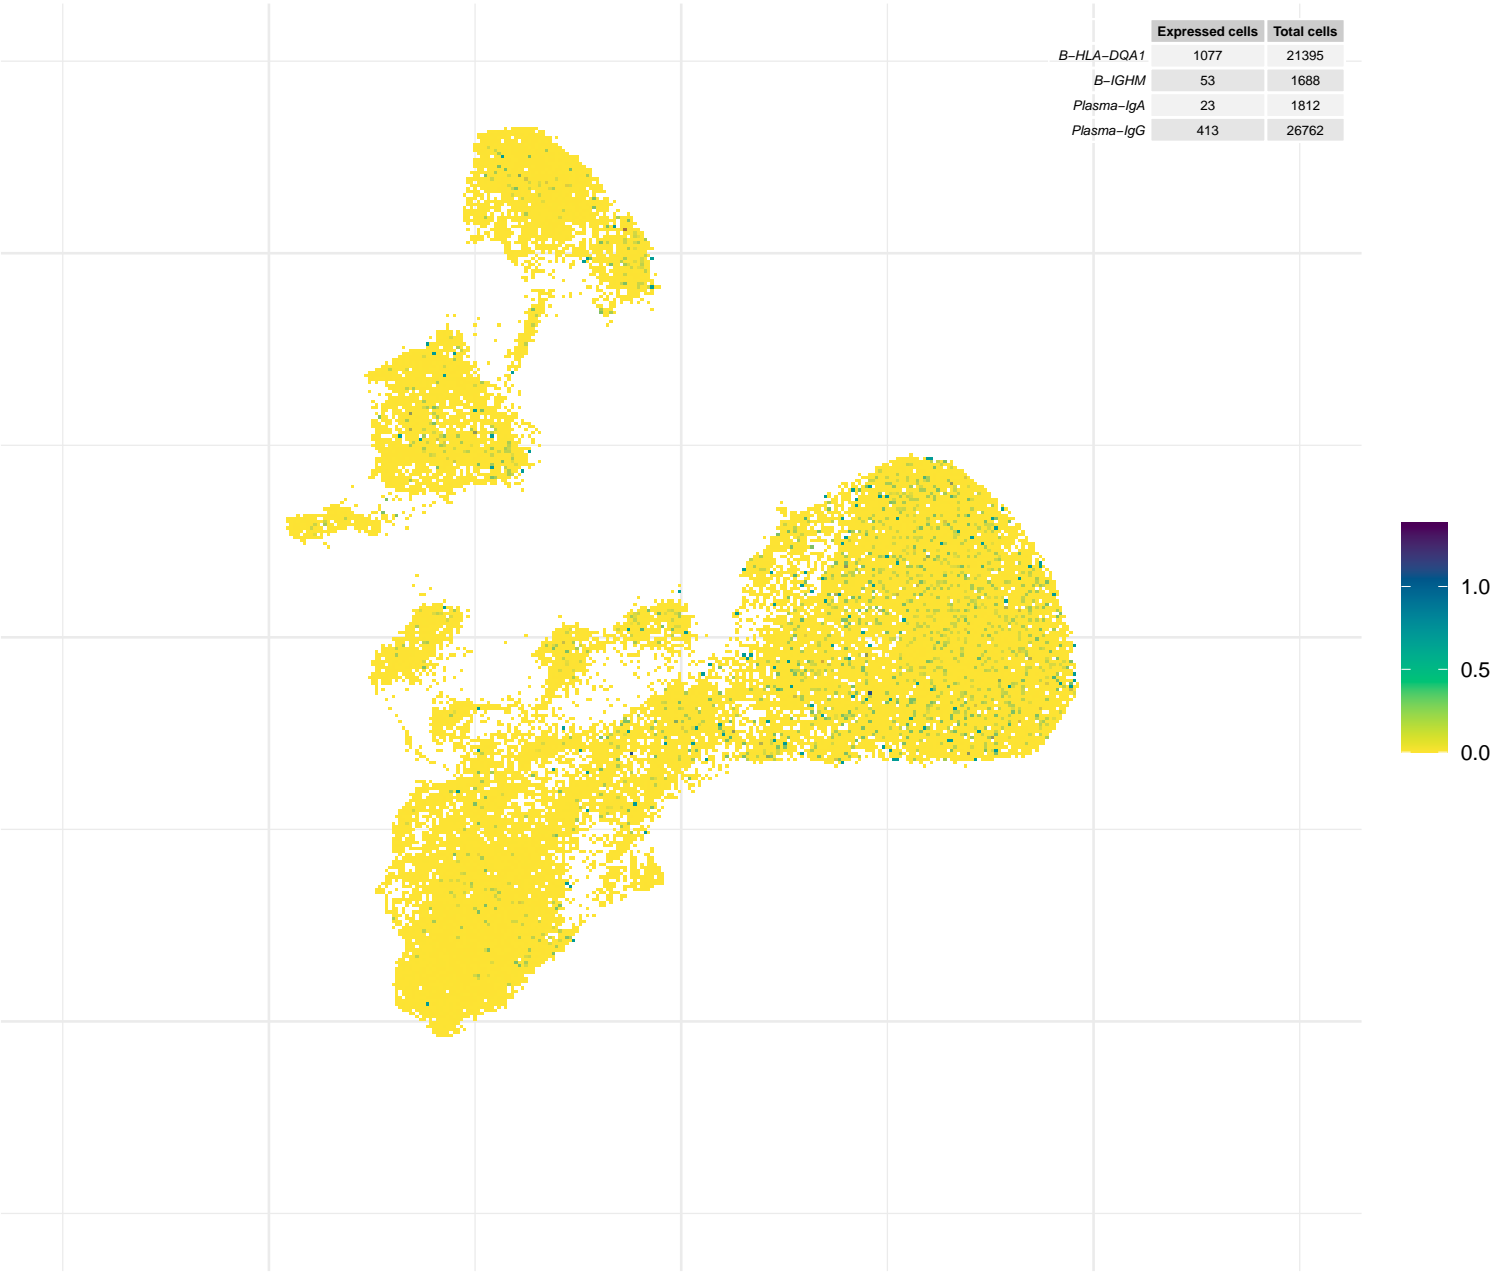 Expressed cells Total cells
B−HLA−DQA1 1077 21395
B−IGHM 53 1688
Plasma−IgA 23 1812
Plasma−IgG 413 26762
1.0
0.5
0.0